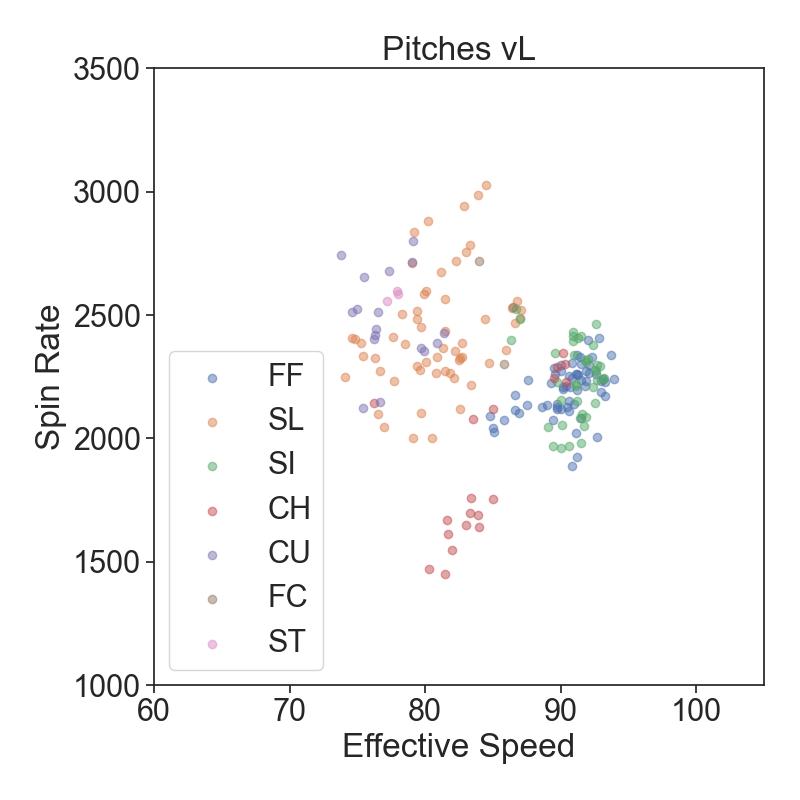 Pitches vL
3500
3000
2500
2000
1500
1000
Spin Rate
FF
SL
SI
CH
CU
FC
ST
60 70 80 90 100
Effective Speed